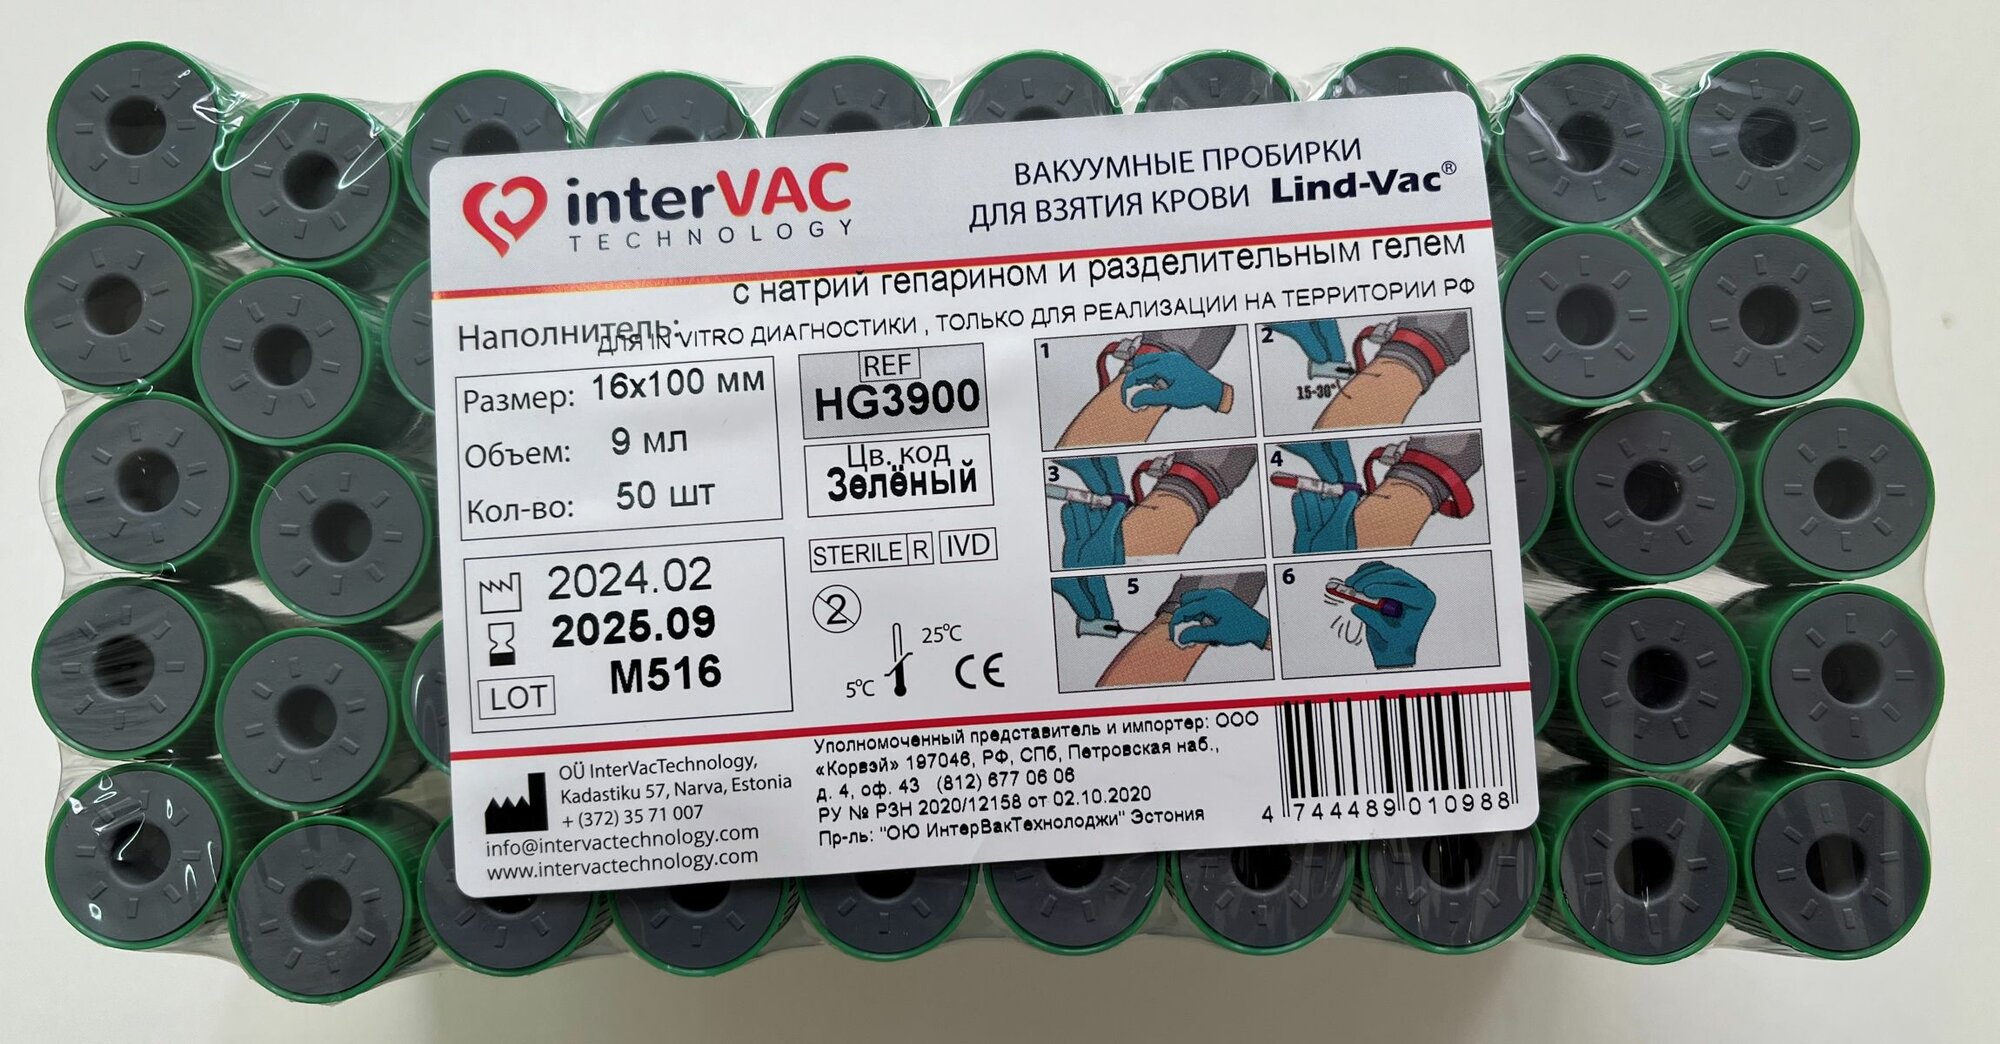 interVAC
TECHNOLOGY
ВАКУУМНЫЕ ПРОБИРКИ
ДЛЯ ВЗЯТИЯ КРОВИ Lind-Vac®
с натрий гепарином и разделительным гелем
Наполнитель:
ДЛЯ IN VITRO ДИАГНОСТИКИ , ТОЛЬКО ДЛЯ РЕАЛИЗАЦИИ НА ТЕРРИТОРИИ РФ
Размер: 16x100 мм
Объем: 9 мл
Кол-во: 50 шт
REF
HG3900
Цв. код
Зелёный
2024.02
2025.09
LOT M516
STERILE R IVD
2
25°C
5°C
CE
1
2
15-30°
3
4
5
6
OÜ InterVacTechnology,
Kadastiku 57, Narva, Estonia
+ (372) 35 71 007
info@intervactechnology.com
www.intervactechnology.com
Уполномоченный представитель и импортер: ООО
«Корвэй» 197046, РФ, СПб, Петровская наб.,
д. 4, оф. 43 (812) 677 06 06
РУ № РЗН 2020/12158 от 02.10.2020
Пр-ль: "ОЮ ИнтерВакТехнолоджи" Эстония
4 744489 010988